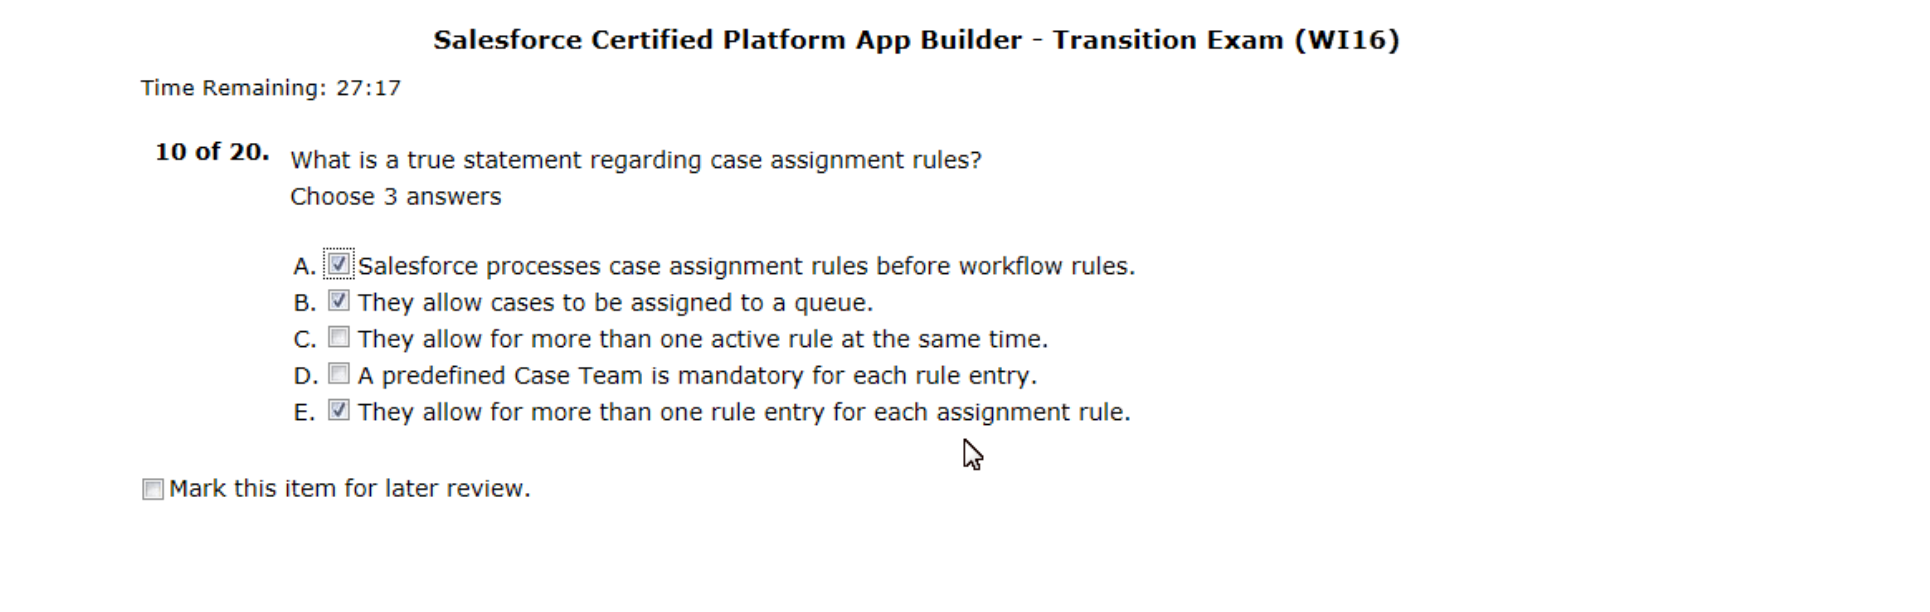 Salesforce Certified Platform App Builder - Transition Exam (WI16)
Time Remaining: 27:17
10 of 20. What is a true statement regarding case assignment rules?
Choose 3 answers
A. Salesforce processes case assignment rules before workflow rules.
B. They allow cases to be assigned to a queue.
C. They allow for more than one active rule at the same time.
D. A predefined Case Team is mandatory for each rule entry.
E. They allow for more than one rule entry for each assignment rule.
Mark this item for later review.